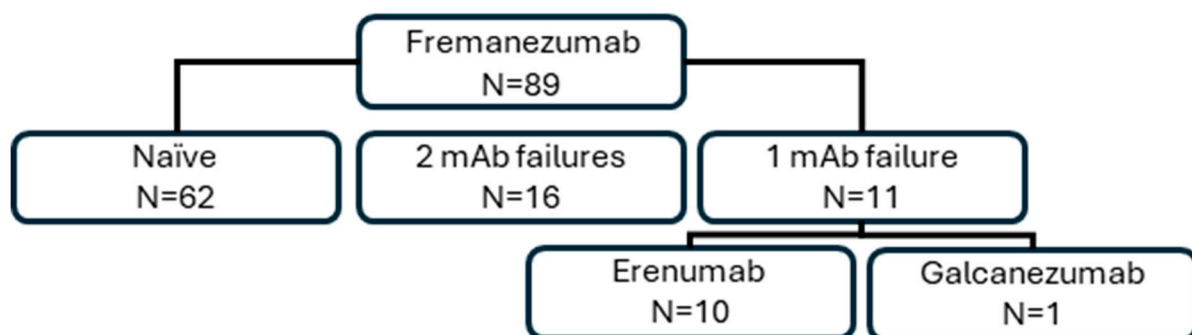 Fremanezumab
N=89
Naïve
N=62
2 mAb failures
N=16
1 mAb failure
N=11
Erenumab
N=10
Galcanezumab
N=1